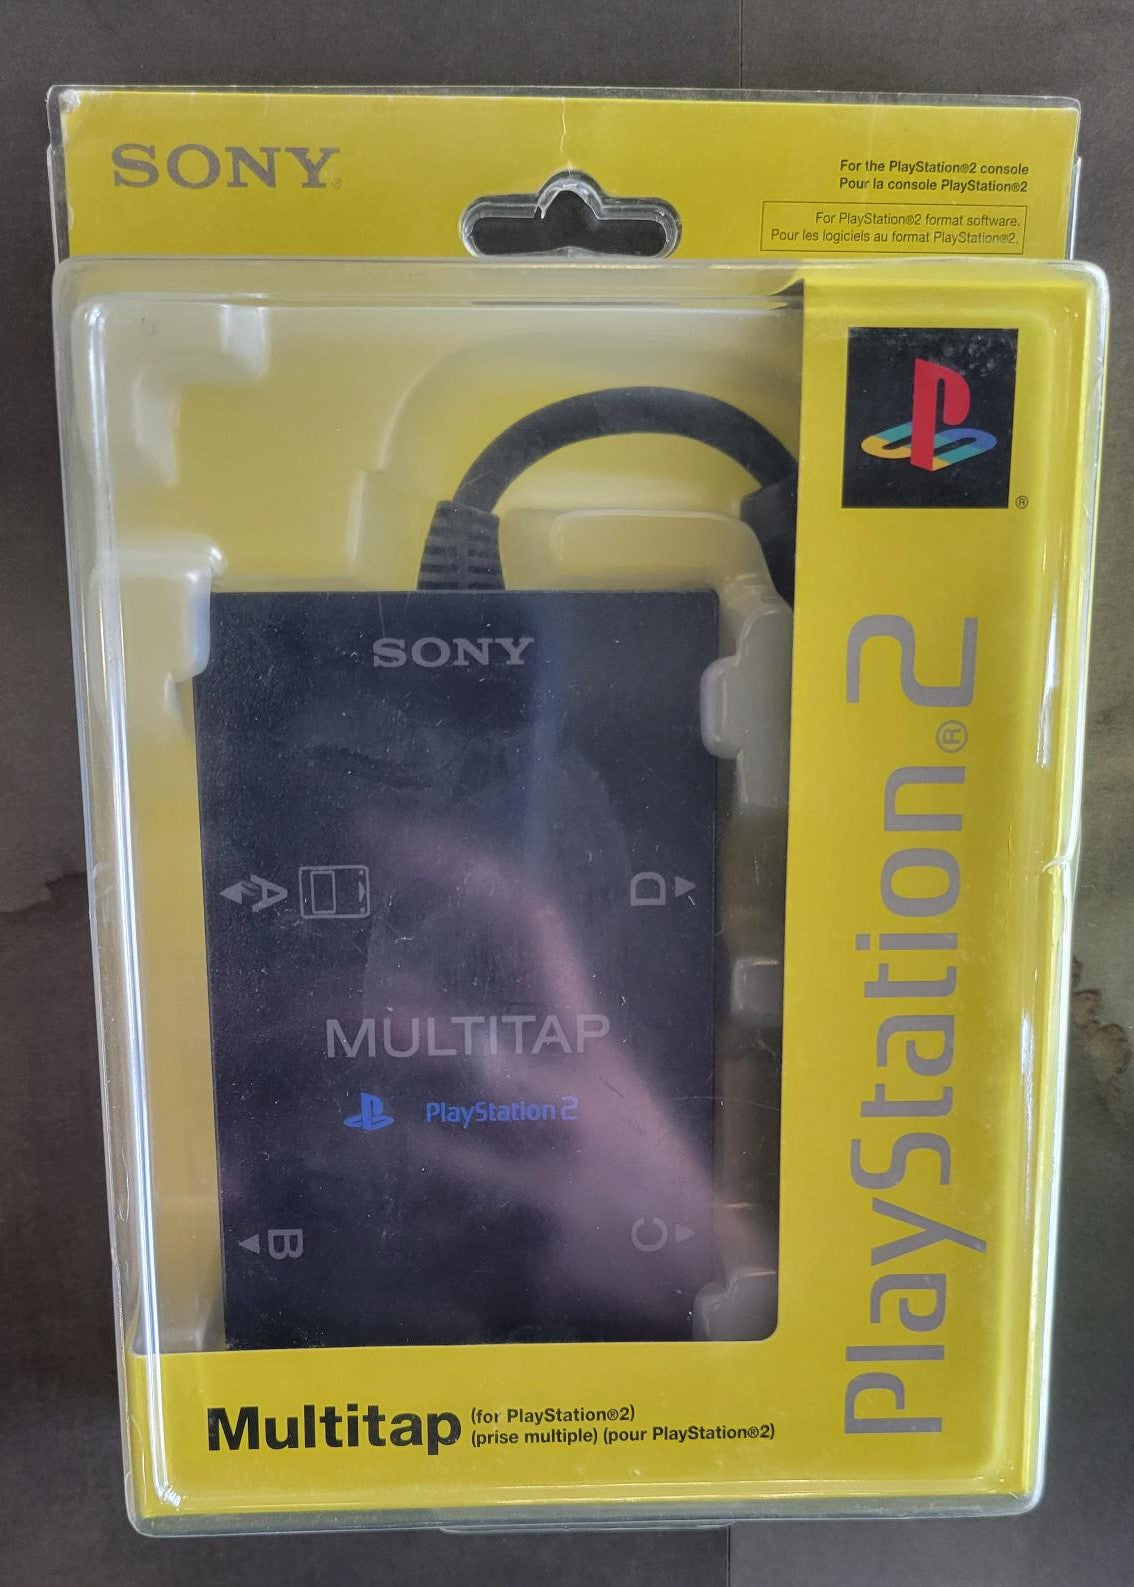 SONY®
For the PlayStation®2 console
Pour la console PlayStation®2
For PlayStation®2 format software.
Pour les logiciels au format PlayStation®2.
®
PlayStation®2
SONY
A
D
MULTITAP
PlayStation 2
B
C
Multitap (for PlayStation®2)
(prise multiple) (pour PlayStation®2)